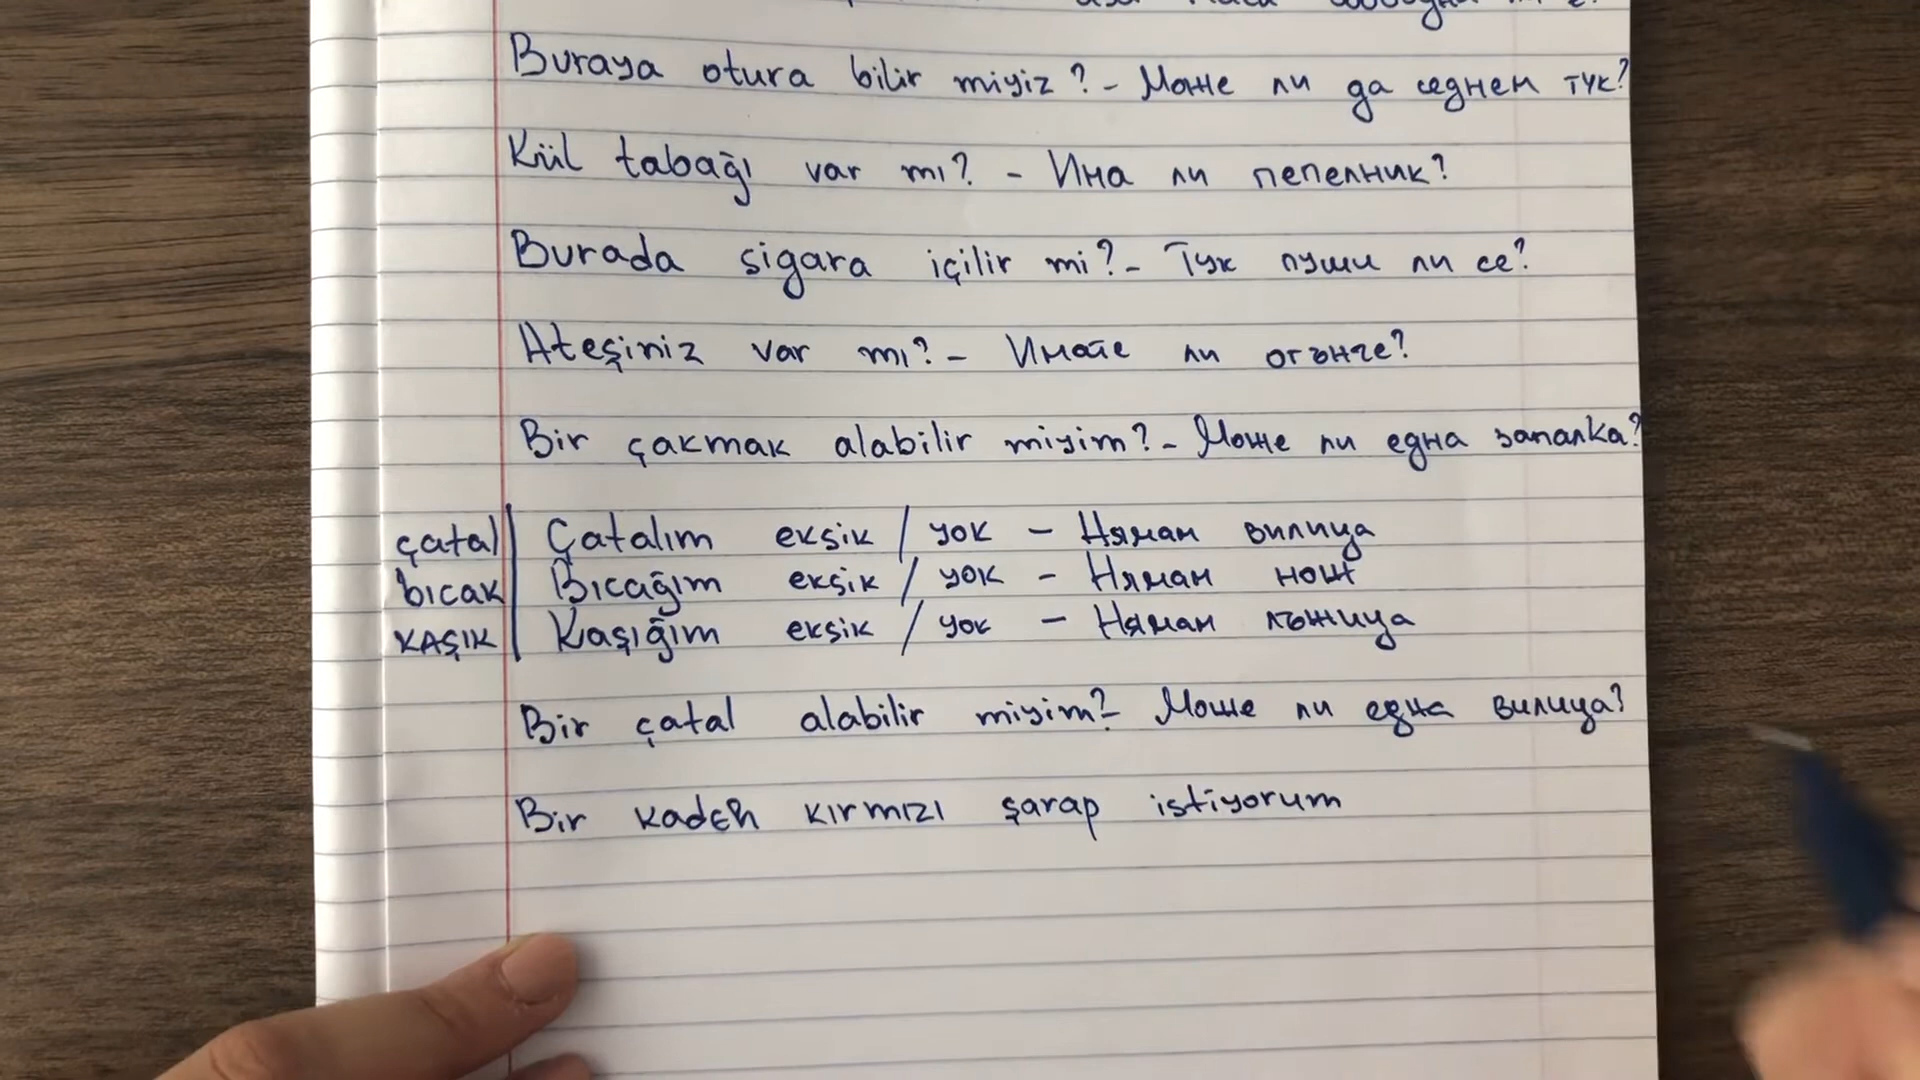 Buraya otura bilir miyiz? - Може ли да седнем тук?
Kül tabağı var mı? - Има ли пепелник?
Burada sigara içilir mi? - Тук пуши ли се?
Ateşiniz var mı? - Имате ли огънче?
Bir çakmak alabilir miyim? - Може ли една запалка?
çatal | Çatalım eksik / yok - Нямам вилица
bıcak | Bıcağım eksik / yok - Нямам нож
KAŞIK | Kaşığım eksik / yok - Нямам лъжица
Bir çatal alabilir miyim? - Може ли една вилица?
Bir kadeh kırmızı şarap istiyorum